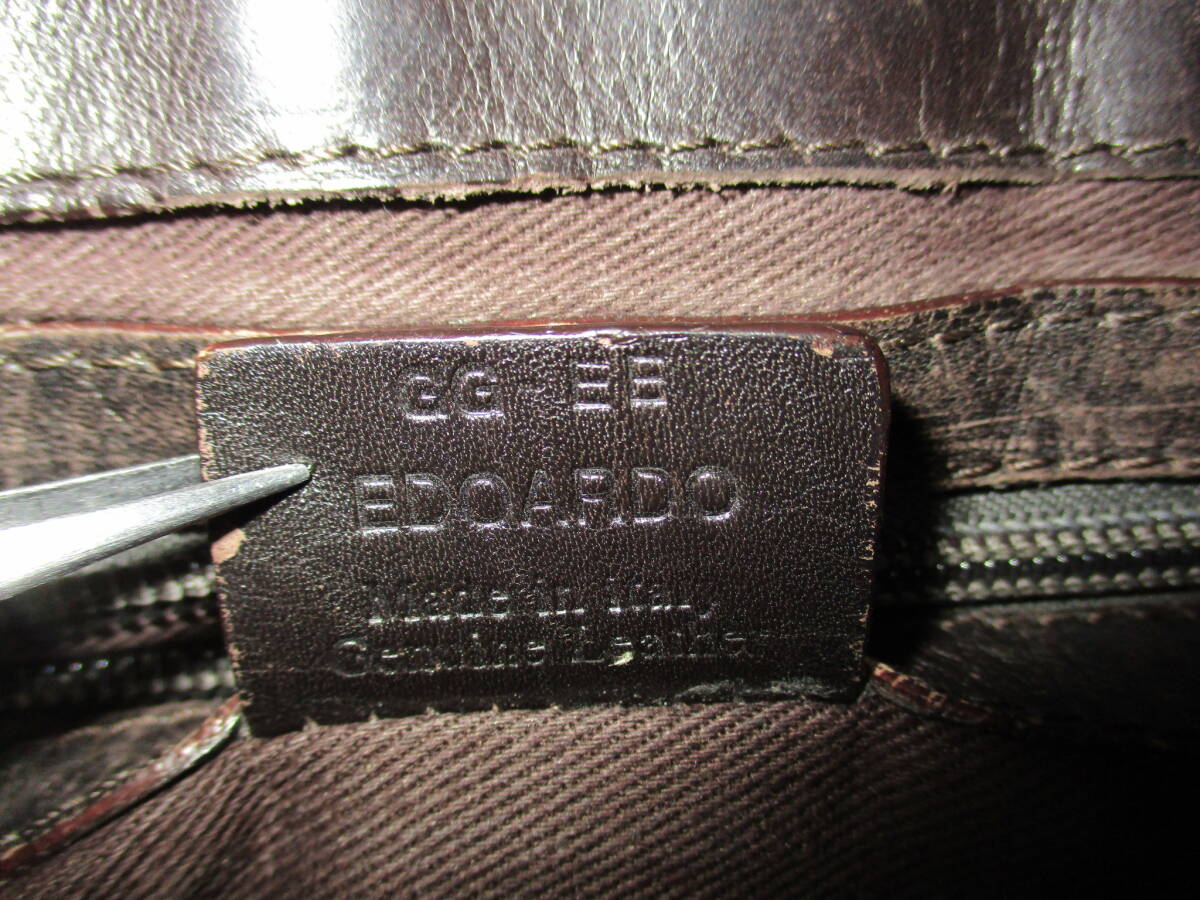 GG EB
EDOARDO
Made in Italy
Genuine Leather